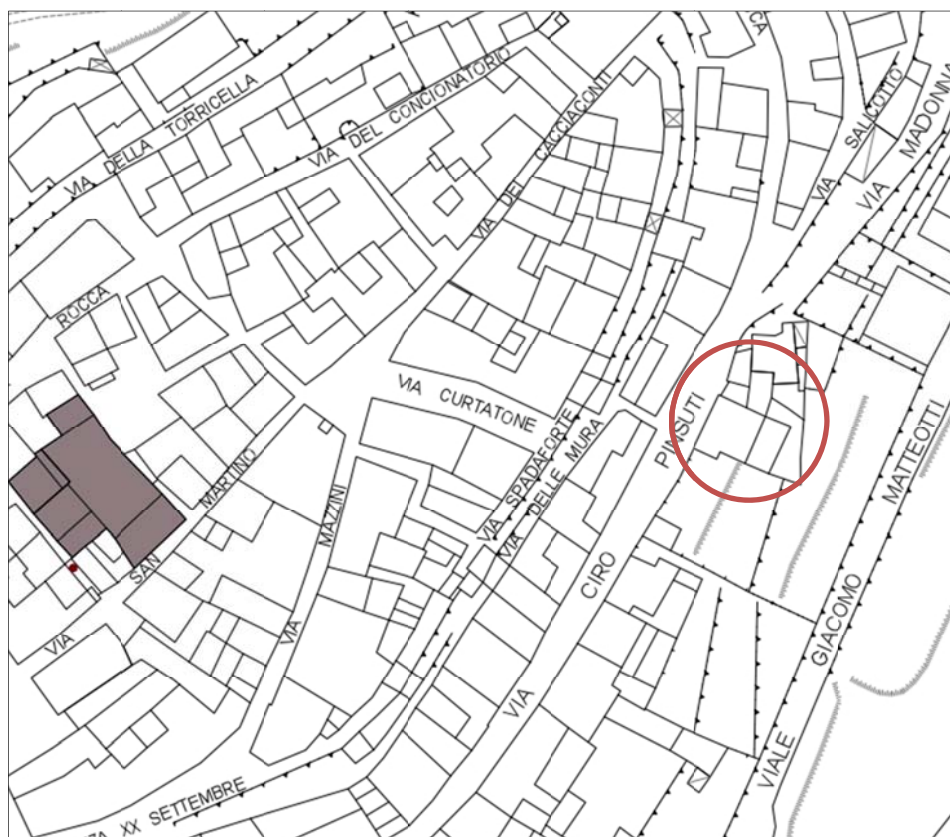 VIA DELLA TORRICELLA
VIA DEL CONCIONATORIO
VIA DEI CACCIACONTI
VIA SALICOTTO
VIA MADONNA
ROCCA
VIA CURTATONE
VIA SPADAFORTE
VIA DELLE MURA
VIA CIRO PINSUTI
VIA SAN MARTINO
VIA MAZZINI
VIALE GIACOMO MATTEOTTI
ZA XX SETTEMBRE